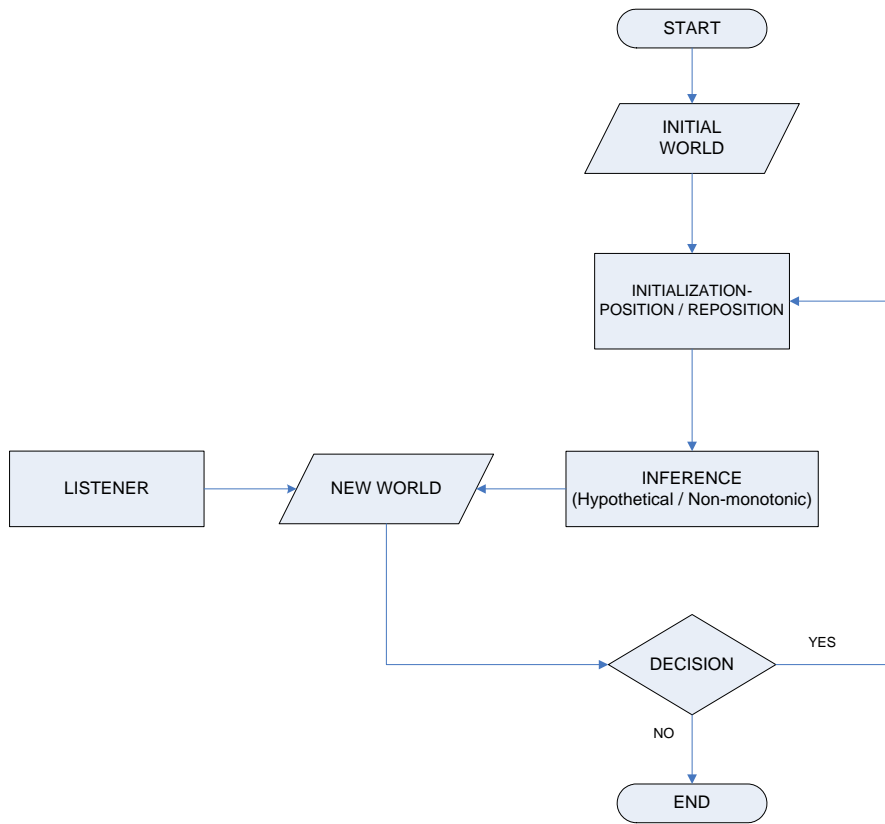 START
INITIAL
WORLD
INITIALIZATION-
POSITION / REPOSITION
LISTENER
NEW WORLD
INFERENCE
(Hypothetical / Non-monotonic)
DECISION
YES
NO
END